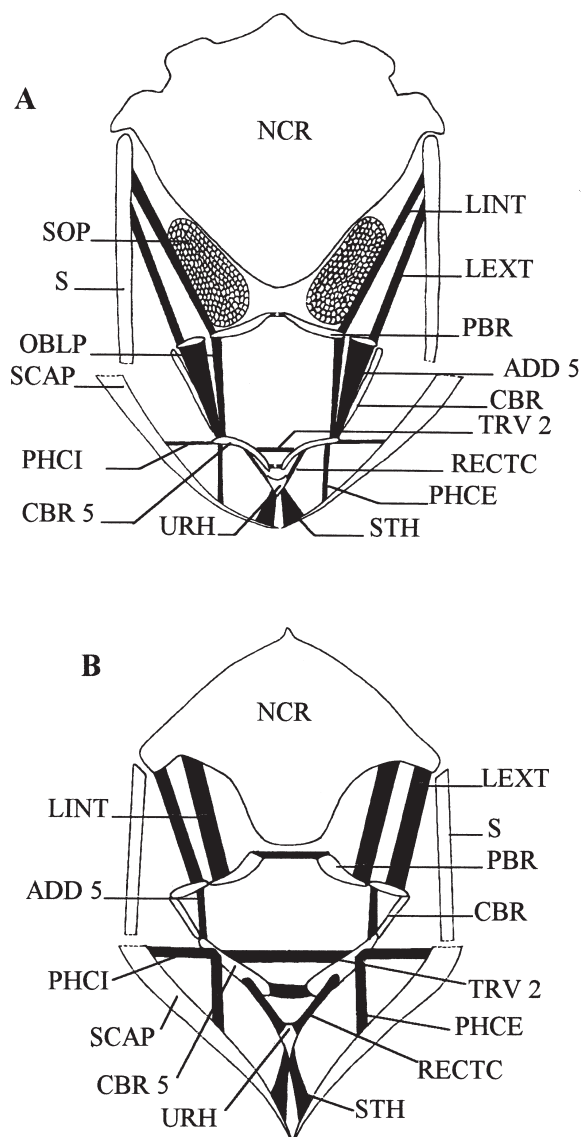 A
NCR
LINT
SOP
S
LEXT
OBLP
PBR
SCAP
ADD 5
CBR
TRV 2
PHCI
RECTC
CBR 5
PHCE
URH
STH
B
NCR
LEXT
LINT
S
PBR
ADD 5
CBR
PHCI
TRV 2
SCAP
PHCE
CBR 5
RECTC
URH
STH